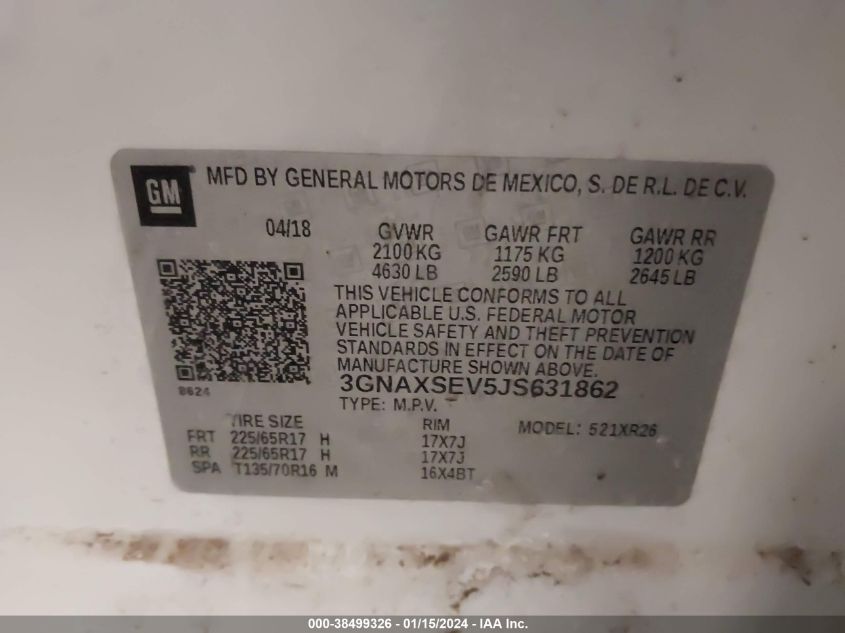 GM
MFD BY GENERAL MOTORS DE MEXICO, S. DE R.L. DE C.V.
04/18 GVWR GAWR FRT GAWR RR
2100 KG 1175 KG 1200 KG
4630 LB 2590 LB 2645 LB
THIS VEHICLE CONFORMS TO ALL
APPLICABLE U.S. FEDERAL MOTOR
VEHICLE SAFETY AND THEFT PREVENTION
STANDARDS IN EFFECT ON THE DATE OF
MANUFACTURE SHOWN ABOVE.
8624 3GNAXSEV5JS631862
TYPE: M.P.V.
TIRE SIZE RIM MODEL: 521XR26
FRT 225/65R17 H 17X7J
RR 225/65R17 H 17X7J
SPA T135/70R16 M 16X4BT
000-38499326 - 01/15/2024 - IAA Inc.